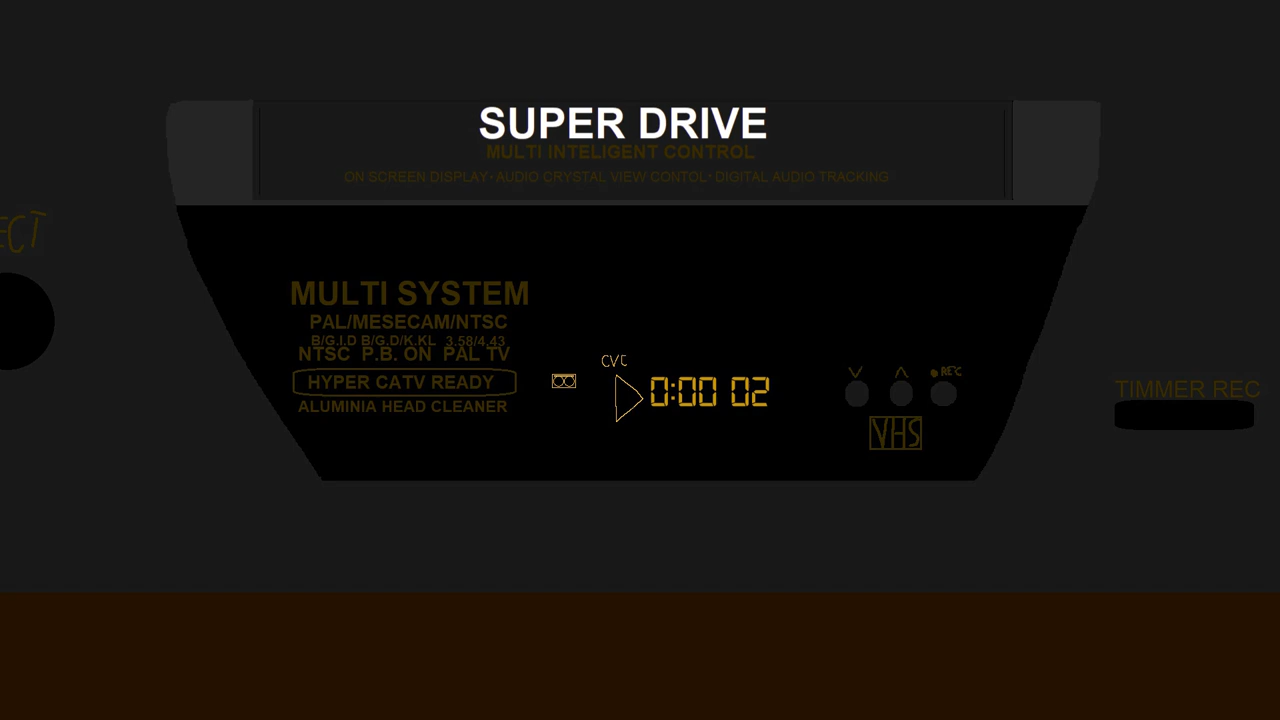 SUPER DRIVE
MULTI INTELIGENT CONTROL
ON SCREEN DISPLAY· AUDIO CRYSTAL VIEW CONTOL· DIGITAL AUDIO TRACKING
ECT
MULTI SYSTEM
PAL/MESECAM/NTSC
B/G.I.D B/G.D/K.KL 3.58/4,43
NTSC P.B. ON PAL TV
HYPER CATV READY
ALUMINIA HEAD CLEANER
CVC
0:00 02
REC
VHS
TIMMER REC